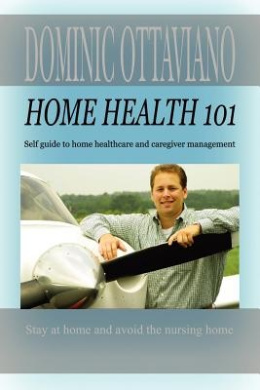 DOMINIC OTTAVIANO
HOME HEALTH 101
Self guide to home healthcare and caregiver management
Stay at home and avoid the nursing home